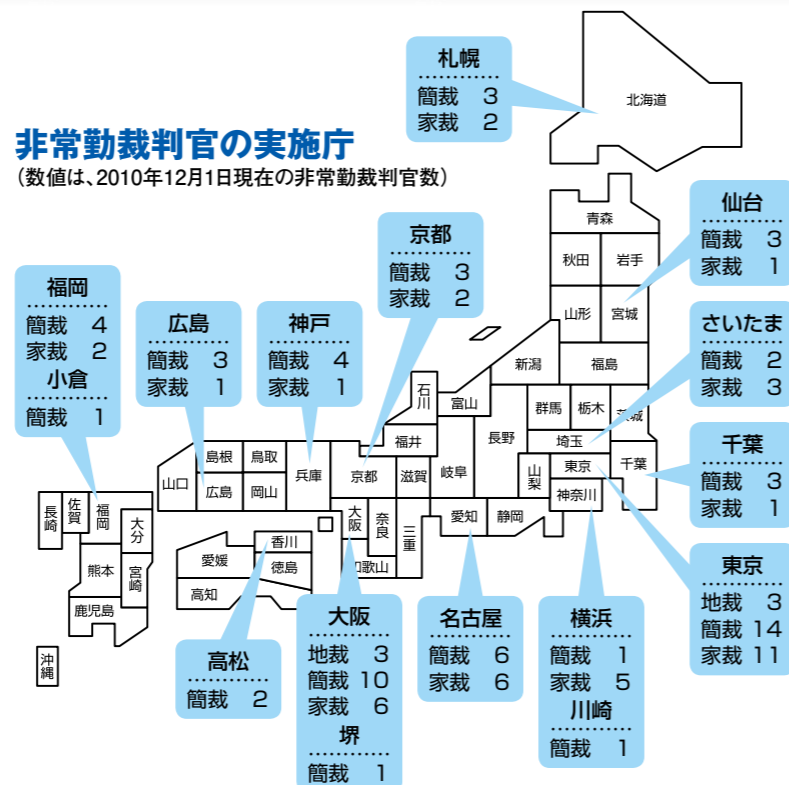 非常勤裁判官の実施庁
(数値は、2010年12月1日現在の非常勤裁判官数)
札幌
簡裁 3
家裁 2
仙台
簡裁 3
家裁 1
さいたま
簡裁 2
家裁 3
千葉
簡裁 3
家裁 1
東京
地裁 3
簡裁 14
家裁 11
横浜
簡裁 1
家裁 5
川崎
簡裁 1
名古屋
簡裁 6
家裁 6
京都
簡裁 3
家裁 2
大阪
地裁 3
簡裁 10
家裁 6
堺
簡裁 1
神戸
簡裁 4
家裁 1
広島
簡裁 3
家裁 1
高松
簡裁 2
福岡
簡裁 4
家裁 2
小倉
簡裁 1
北海道
青森
秋田
岩手
山形
宮城
新潟
福島
石川
富山
群馬
栃木
茨城
福井
長野
埼玉
山口
島根
鳥取
広島
岡山
兵庫
京都
滋賀
岐阜
山梨
東京
千葉
神奈川
大阪
奈良
三重
愛知
静岡
和歌山
香川
愛媛
徳島
高知
長崎
佐賀
福岡
大分
熊本
宮崎
鹿児島
沖縄